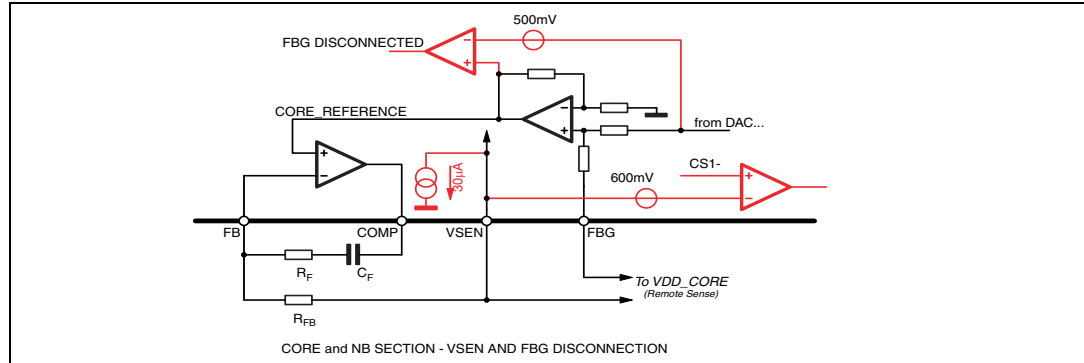 500mV
FBG DISCONNECTED
CORE_REFERENCE
from DAC...
CS1-
30µA
600mV
FB
COMP
VSEN
FBG
RF
CF
To VDD_CORE
(Remote Sense)
RFB
CORE and NB SECTION - VSEN AND FBG DISCONNECTION